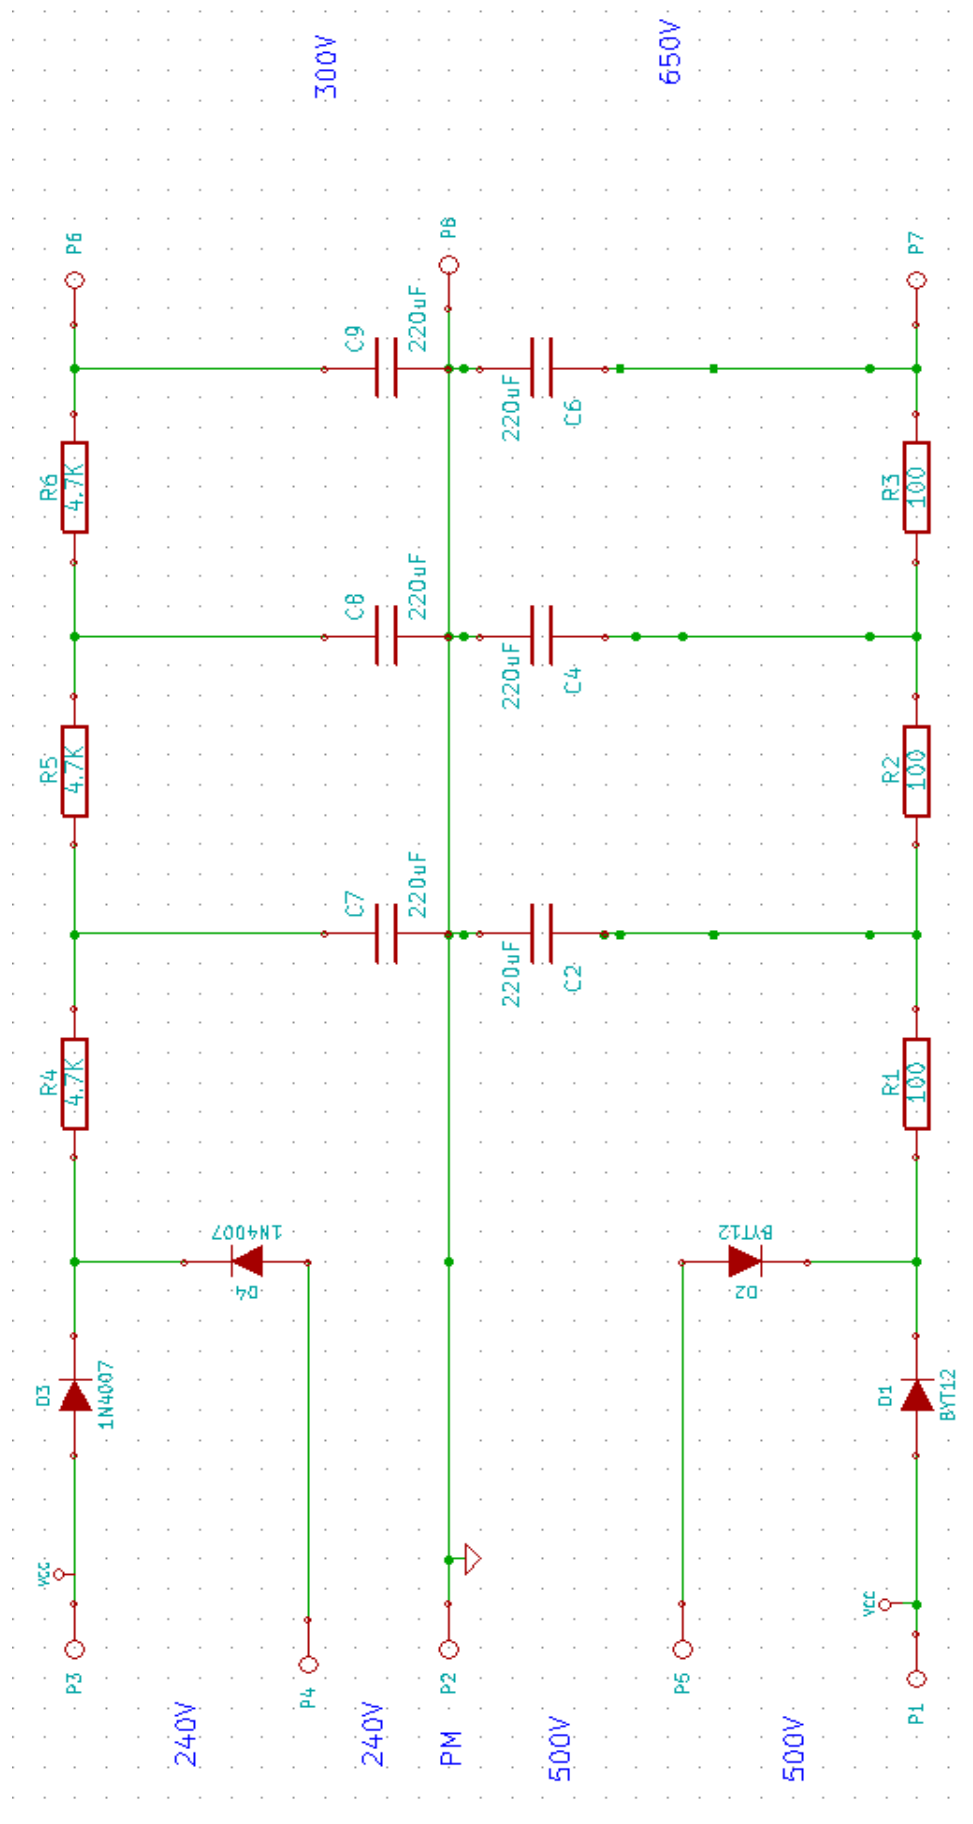 300V
650V
P6
P8
P7
C9
220uF
220uF
C6
R6
4.7K
R3
100
C8
220uF
220uF
C4
R5
4.7K
R2
100
C7
220uF
220uF
C2
R4
4.7K
R1
100
1N4007
D4
BYT12
D2
D3
1N4007
D1
BYT12
VCC
VCC
P3
P4
P2
P5
P1
240V
240V
PM
500V
500V